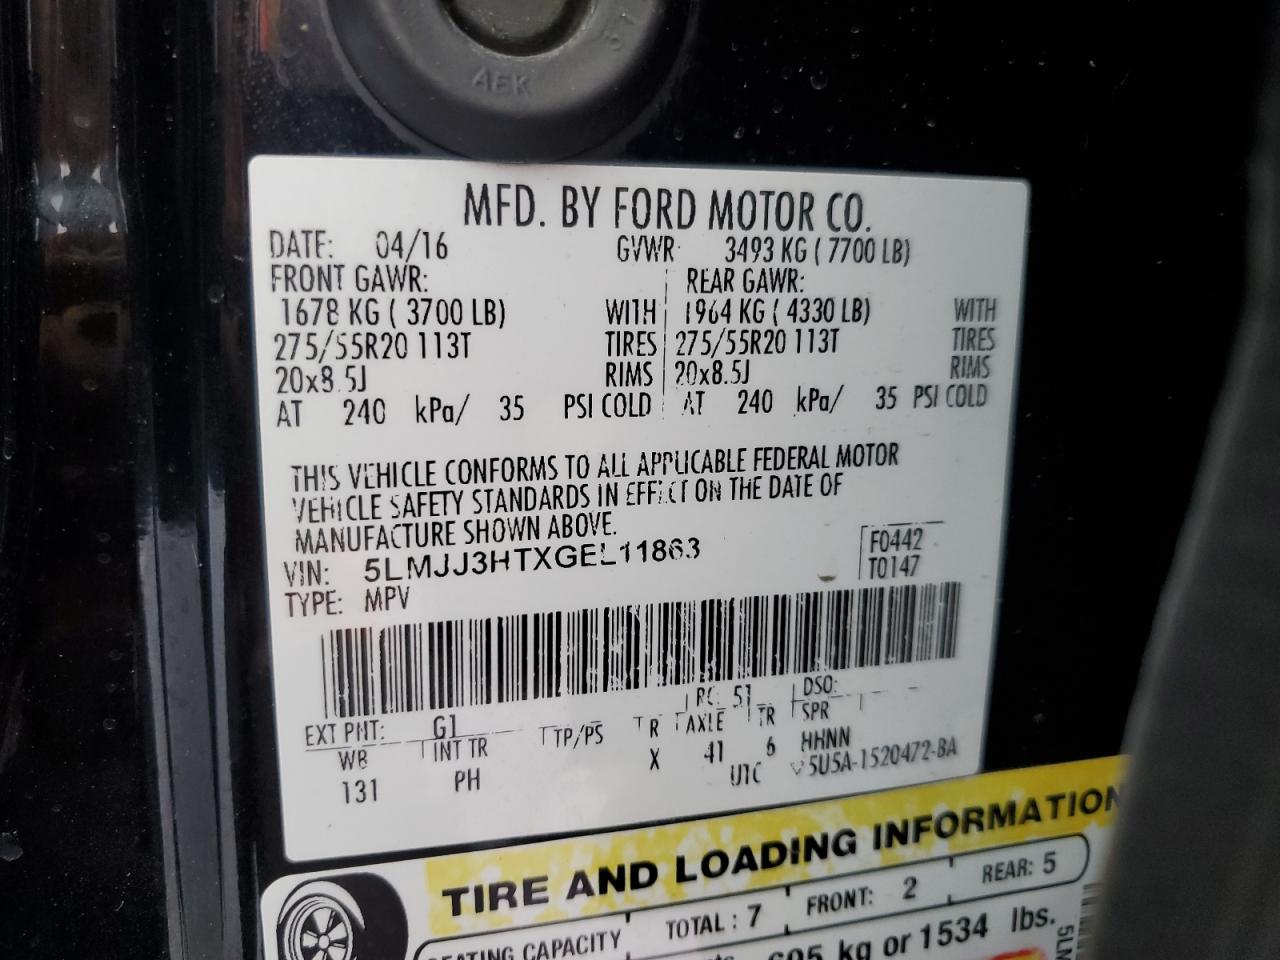 AEK
MFD. BY FORD MOTOR CO.
DATE: 04/16 GVWR: 3493 KG ( 7700 LB)
FRONT GAWR: REAR GAWR:
1678 KG ( 3700 LB) WITH 1964 KG ( 4330 LB) WITH
275/55R20 113T TIRES 275/55R20 113T TIRES
20x8.5J RIMS 20x8.5J RIMS
AT 240 kPa/ 35 PSI COLD AT 240 kPa/ 35 PSI COLD
THIS VEHICLE CONFORMS TO ALL APPLICABLE FEDERAL MOTOR
VEHICLE SAFETY STANDARDS IN EFFECT ON THE DATE OF
MANUFACTURE SHOWN ABOVE.
VIN: 5LMJJ3HTXGEL11863 F0442
TYPE: MPV T0147
EXT PNT: G1 RC: 51 DSO:
WB INT TR TP/PS R AXLE TR SPR
131 PH X 41 6 HHNN
UTC 5U5A-1520472-BA
TIRE AND LOADING INFORMATION
SEATING CAPACITY TOTAL : 7 FRONT: 2 REAR: 5
695 kg or 1534 lbs.
5LM